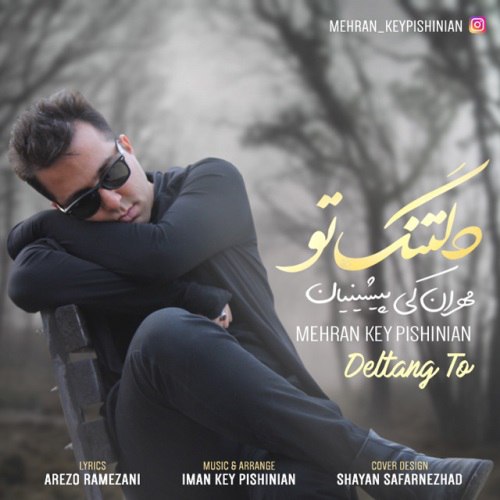 MEHRAN_KEYPISHINIAN
دلتنگ تو
مهران کی پیشینیان
MEHRAN KEY PISHINIAN
Deltang To
LYRICS
AREZO RAMEZANI
MUSIC & ARRANGE
IMAN KEY PISHINIAN
COVER DESIGN
SHAYAN SAFARNEZHAD